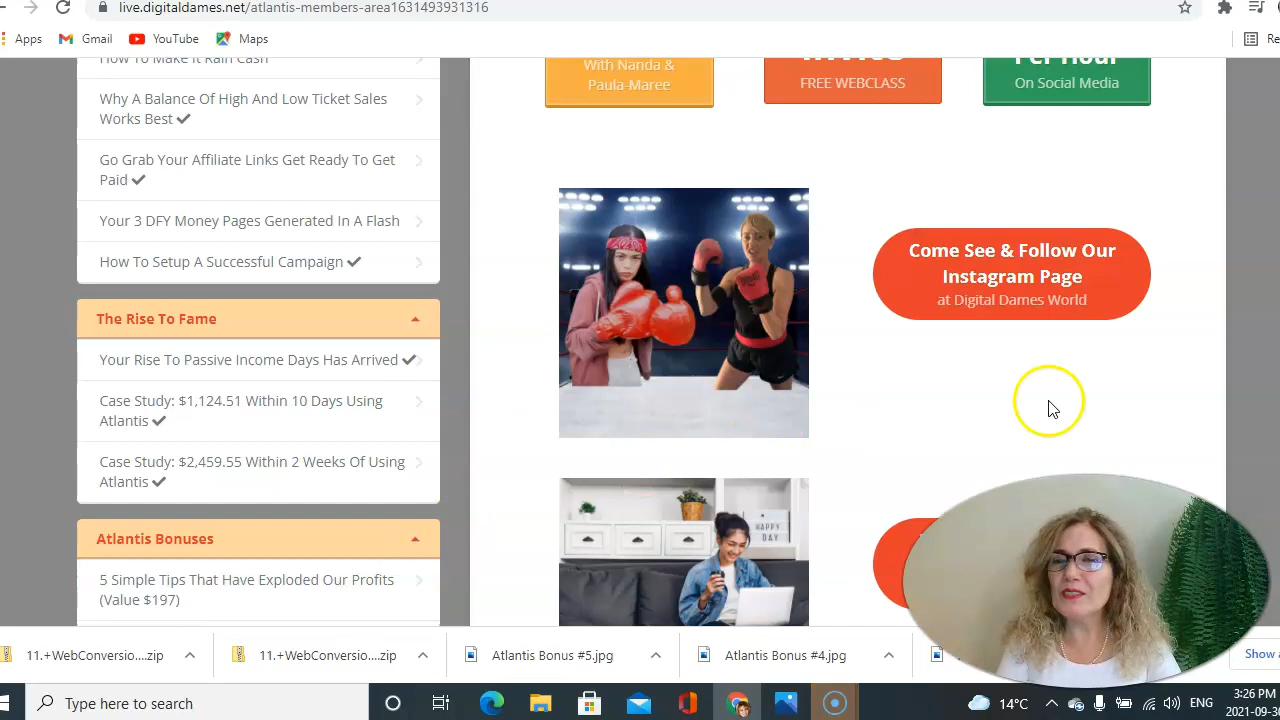 live.digitaldames.net/atlantis-members-area1631493931316
Apps
Gmail
YouTube
Maps
Re
How To Make It Rain Cash
Why A Balance Of High And Low Ticket Sales
Works Best
Go Grab Your Affiliate Links Get Ready To Get
Paid
Your 3 DFY Money Pages Generated In A Flash
How To Setup A Successful Campaign
The Rise To Fame
Your Rise To Passive Income Days Has Arrived
Case Study: $1,124.51 Within 10 Days Using
Atlantis
Case Study: $2,459.55 Within 2 Weeks Of Using
Atlantis
Atlantis Bonuses
5 Simple Tips That Have Exploded Our Profits
(Value $197)
With Nanda &
Paula-Maree
FREE WEBCLASS
Per Hour
On Social Media
Come See & Follow Our
Instagram Page
at Digital Dames World
HAPPY
DAY
11.+WebConversio....zip
11.+WebConversio....zip
Atlantis Bonus #5.jpg
Atlantis Bonus #4.jpg
Show a
Type here to search
14°C
ENG
3:26 PM
2021-09-30